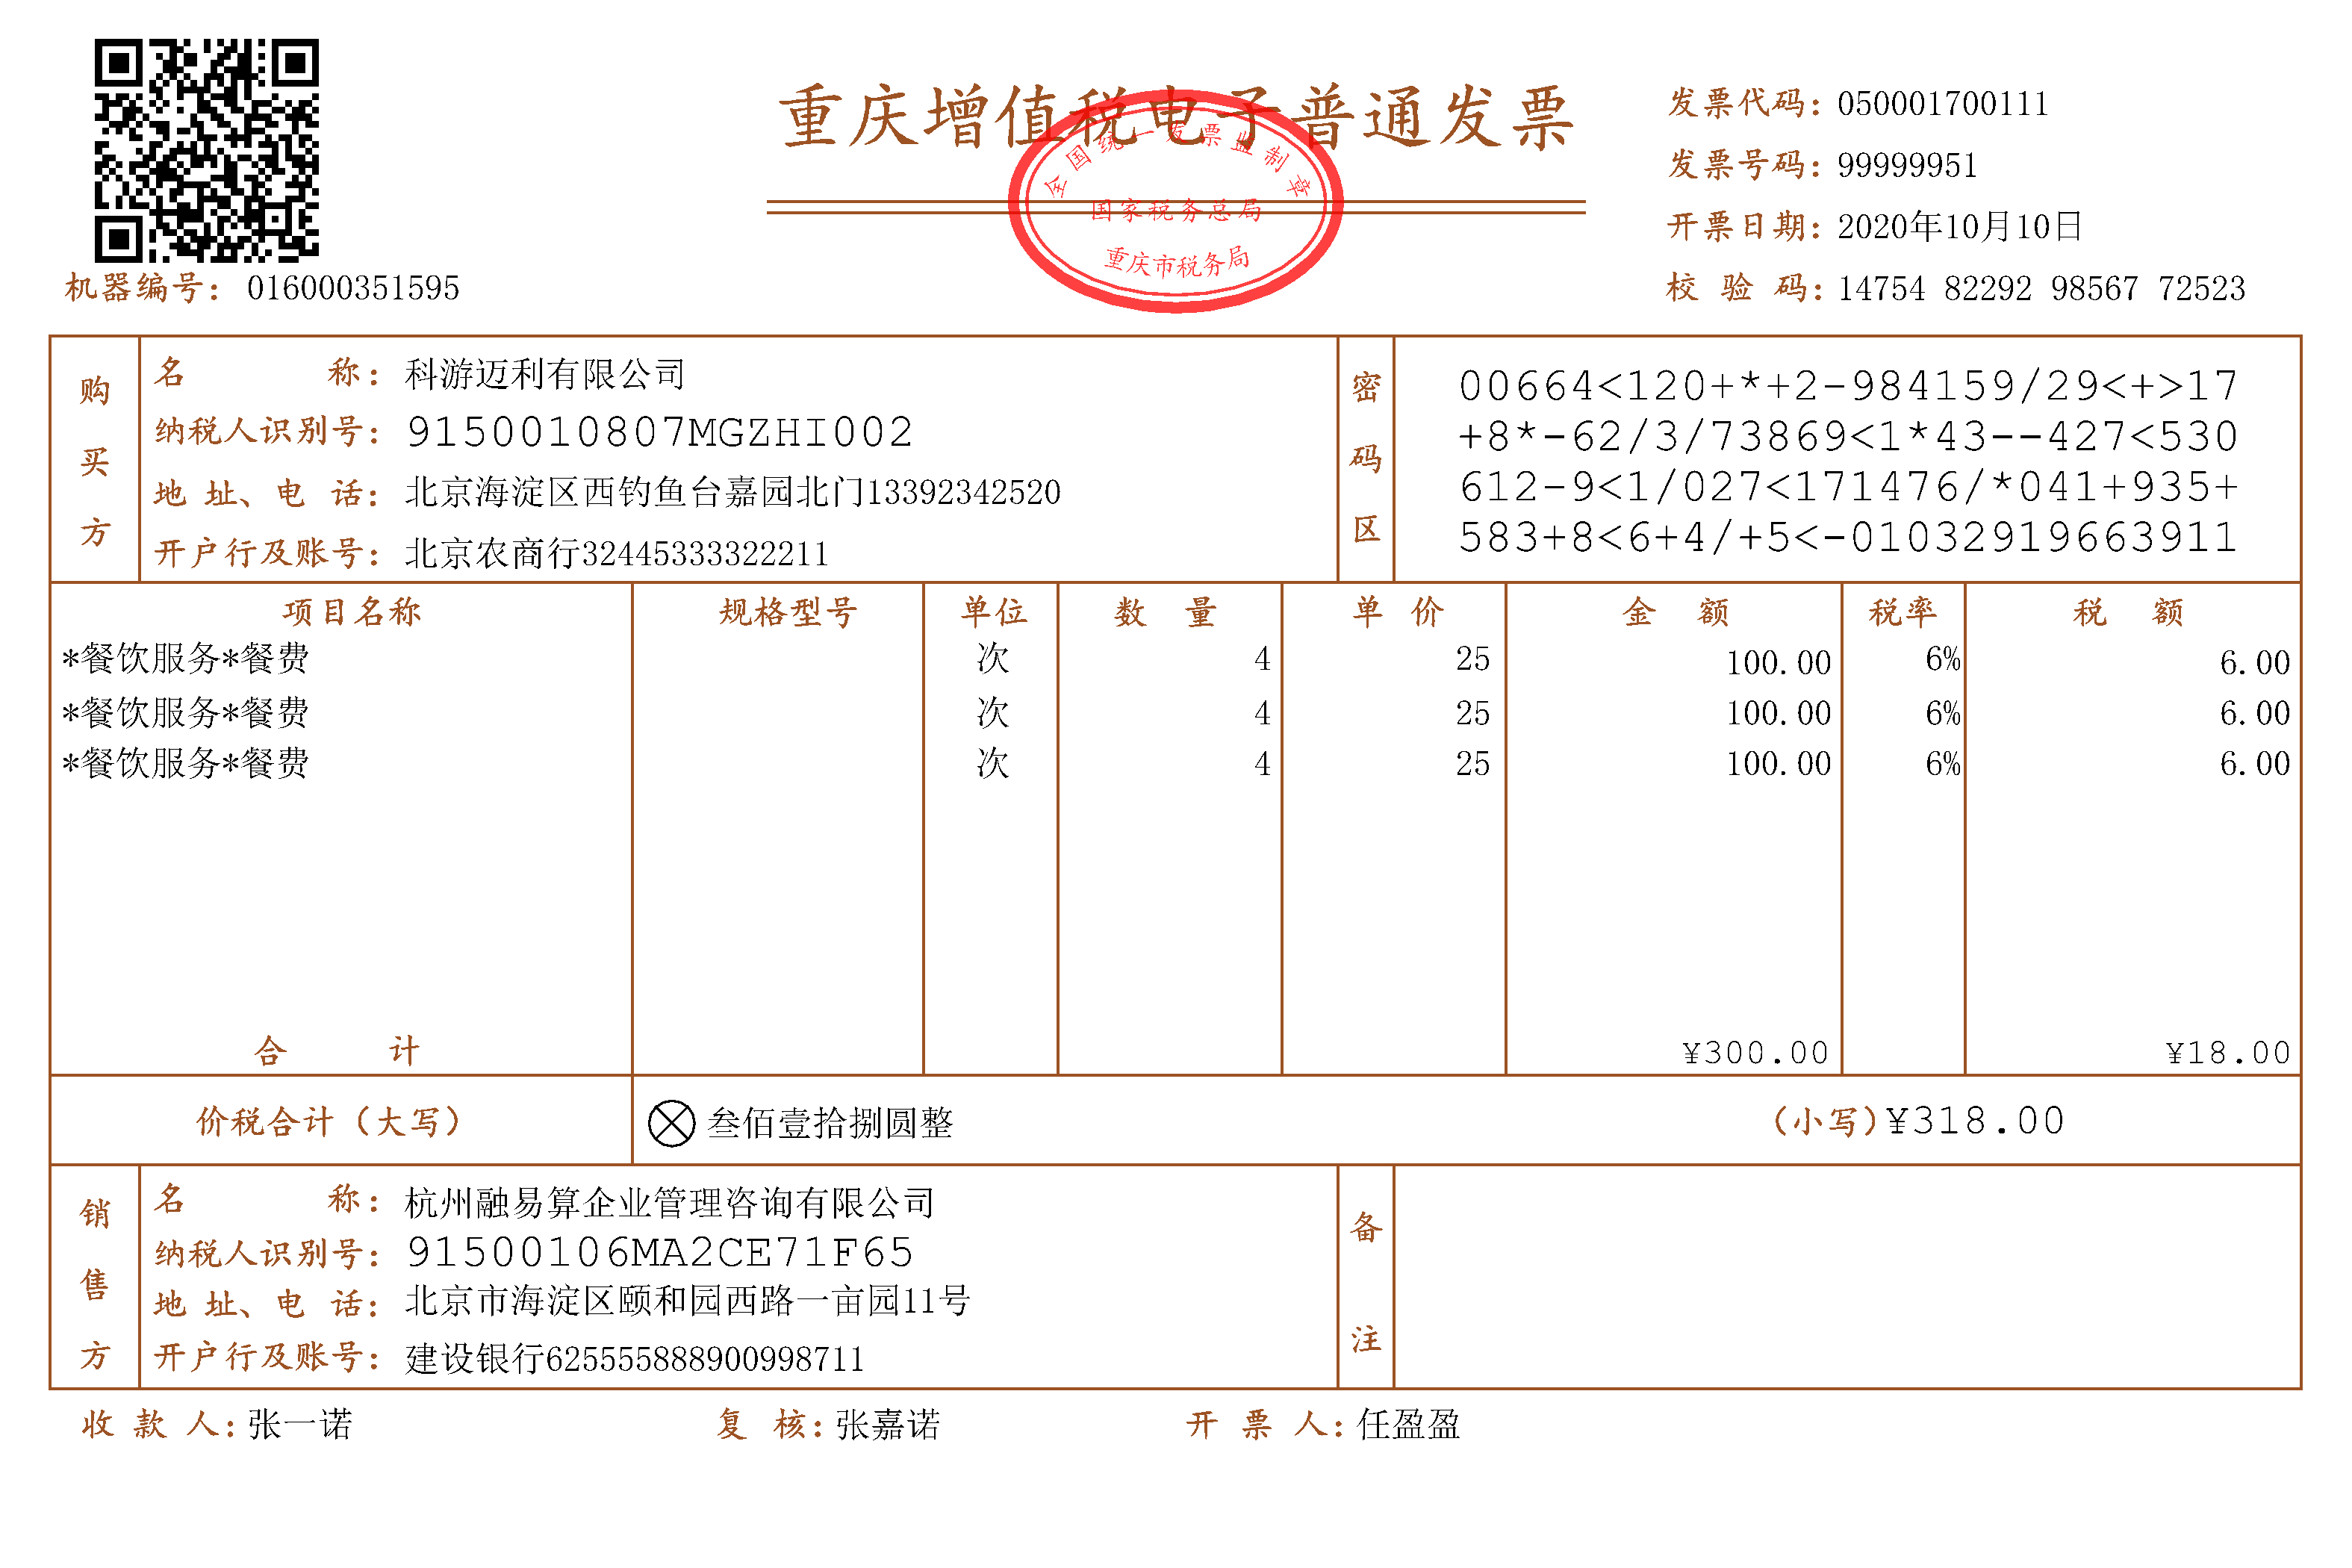 重庆增值税电子普通发票
全国统一发票监制章
国家税务总局
重庆市税务局
发票代码：050001700111
发票号码：99999951
开票日期：2020年10月10日
校 验 码：14754 82292 98567 72523
机器编号：016000351595
购买方
名 称：科游迈利有限公司
纳税人识别号：9150010807MGZHI002
地 址、电 话：北京海淀区西钓鱼台嘉园北门13392342520
开户行及账号：北京农商行32445333322211
密码区
00664<120+*+2-984159/29<+>17
+8*-62/3/73869<1*43--427<530
612-9<1/027<171476/*041+935+
583+8<6+4/+5<-01032919663911
项目名称 规格型号 单位 数 量 单 价 金 额 税率 税 额
*餐饮服务*餐费 次 4 25 100.00 6% 6.00
*餐饮服务*餐费 次 4 25 100.00 6% 6.00
*餐饮服务*餐费 次 4 25 100.00 6% 6.00
合 计 ¥300.00 ¥18.00
价税合计（大写） 叁佰壹拾捌圆整 （小写）¥318.00
销售方
名 称：杭州融易算企业管理咨询有限公司
纳税人识别号：91500106MA2CE71F65
地 址、电 话：北京市海淀区颐和园西路一亩园11号
开户行及账号：建设银行625555888900998711
备注
收 款 人：张一诺 复 核：张嘉诺 开 票 人：任盈盈